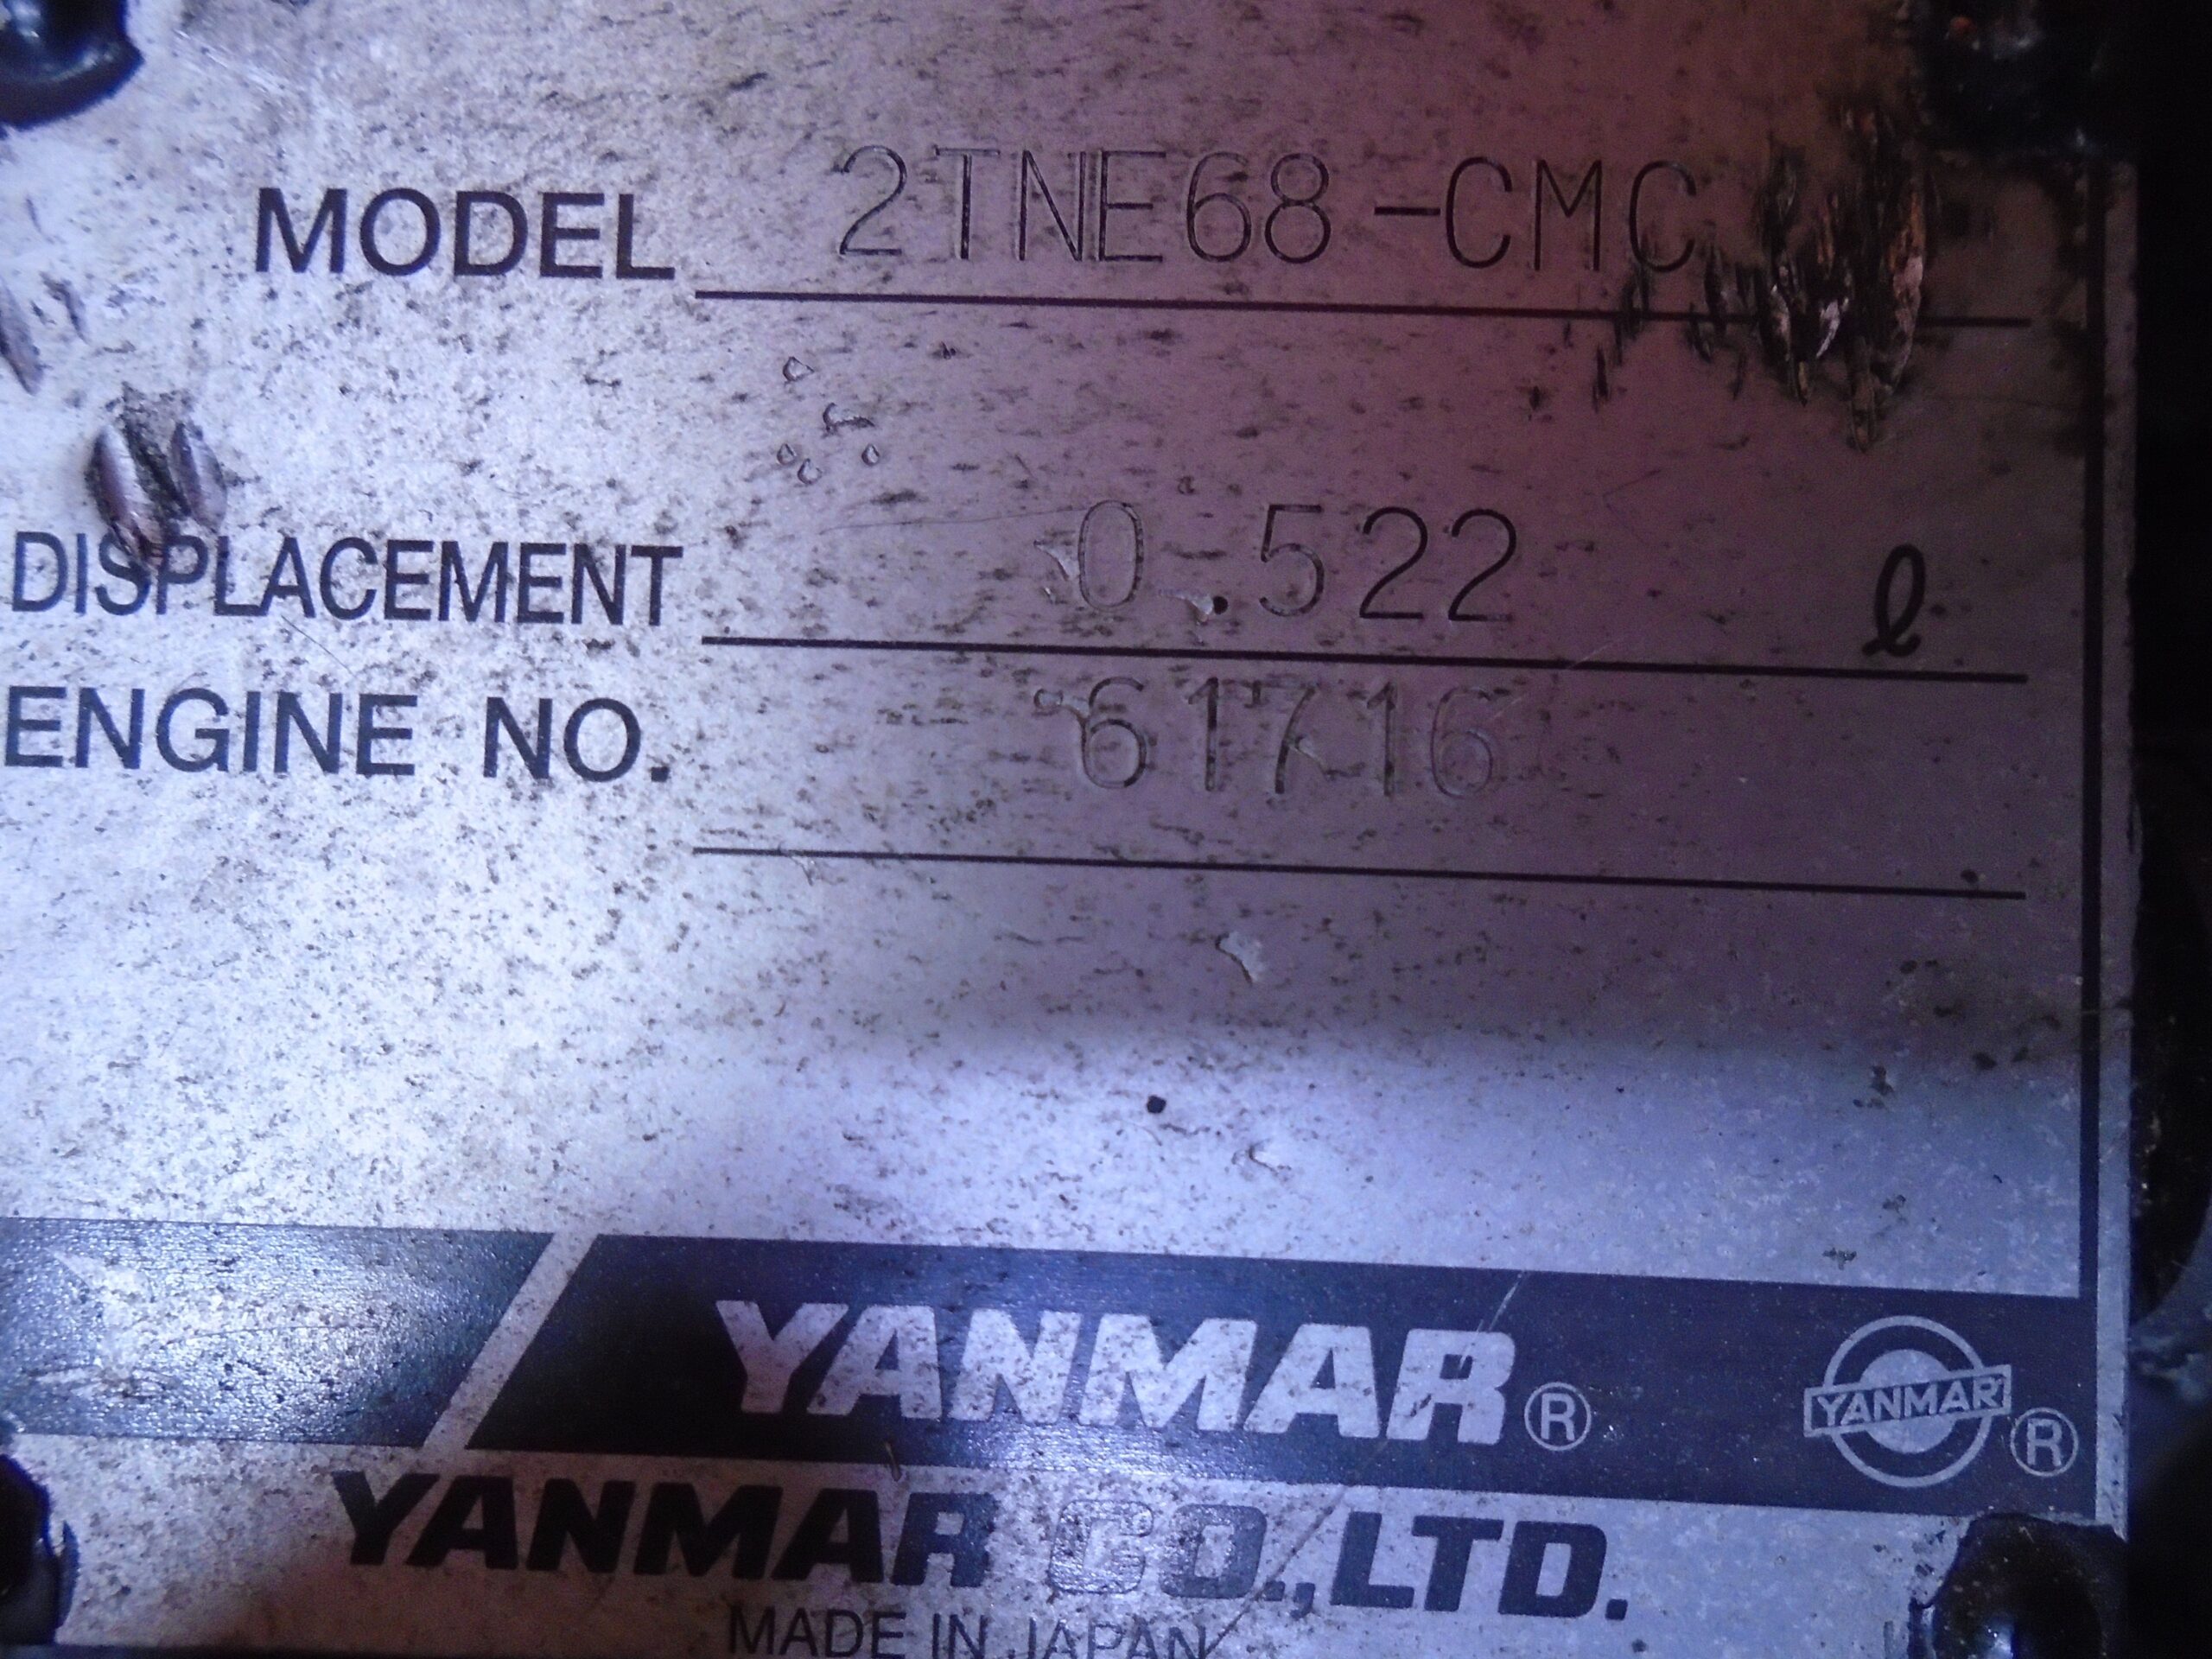 MODEL 2TNE68-CMC
DISPLACEMENT 0.522 ℓ
ENGINE NO. 61716
YANMAR® YANMAR®
YANMAR CO.,LTD.
MADE IN JAPAN